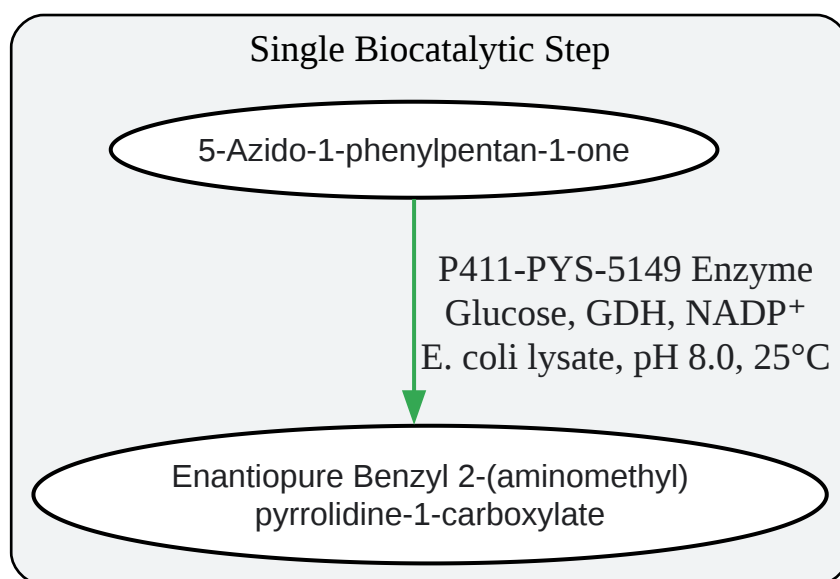 Single Biocatalytic Step
5-Azido-1-phenylpentan-1-one
P411-PYS-5149 Enzyme
Glucose, GDH, NADP⁺
E. coli lysate, pH 8.0, 25°C
Enantiopure Benzyl 2-(aminomethyl)
pyrrolidine-1-carboxylate